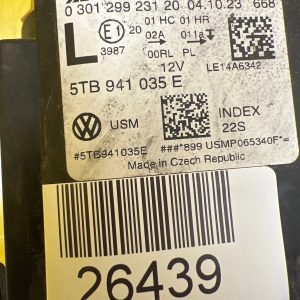 0 301 299 231 20 04.10.23 668
L E1 20 01 HC 01 HR
02A 011a
3987 00RL PL
12V LE14A6342
5TB 941 035 E
USM INDEX
22S
#5TB941035E ###*899 USMP065340F*=
Made in Czech Republic
26439